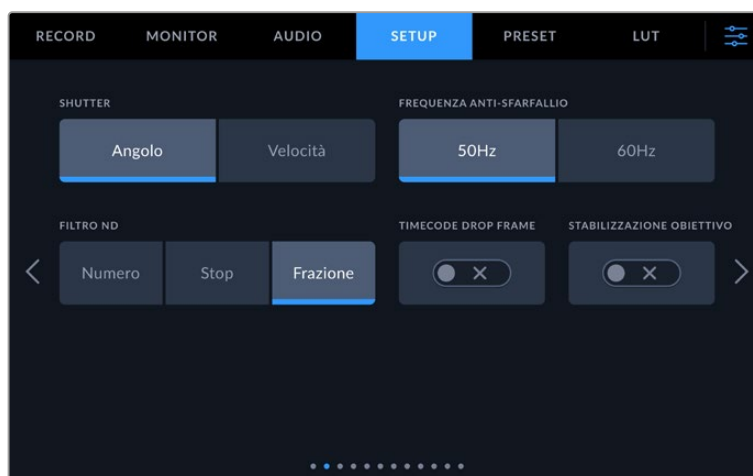 RECORD MONITOR AUDIO SETUP PRESET LUT
SHUTTER FREQUENZA ANTI-SFARFALLIO
Angolo Velocità 50Hz 60Hz
FILTRO ND TIMECODE DROP FRAME STABILIZZAZIONE OBIETTIVO
Numero Stop Frazione